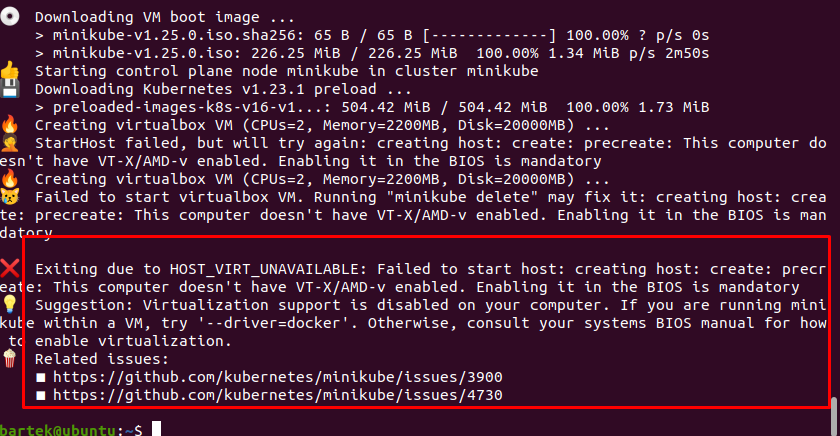 Downloading VM boot image ...
> minikube-v1.25.0.iso.sha256: 65 B / 65 B [-------------] 100.00% ? p/s 0s
> minikube-v1.25.0.iso: 226.25 MiB / 226.25 MiB  100.00% 1.34 MiB p/s 2m50s
Starting control plane node minikube in cluster minikube
Downloading Kubernetes v1.23.1 preload ...
> preloaded-images-k8s-v16-v1...: 504.42 MiB / 504.42 MiB  100.00% 1.73 MiB
Creating virtualbox VM (CPUs=2, Memory=2200MB, Disk=20000MB) ...
StartHost failed, but will try again: creating host: create: precreate: This computer do
esn't have VT-X/AMD-v enabled. Enabling it in the BIOS is mandatory
Creating virtualbox VM (CPUs=2, Memory=2200MB, Disk=20000MB) ...
Failed to start virtualbox VM. Running "minikube delete" may fix it: creating host: crea
te: precreate: This computer doesn't have VT-X/AMD-v enabled. Enabling it in the BIOS is man
datory
Exiting due to HOST_VIRT_UNAVAILABLE: Failed to start host: creating host: create: precr
eate: This computer doesn't have VT-X/AMD-v enabled. Enabling it in the BIOS is mandatory
Suggestion: Virtualization support is disabled on your computer. If you are running mini
kube within a VM, try '--driver=docker'. Otherwise, consult your systems BIOS manual for how
to enable virtualization.
Related issues:
■ https://github.com/kubernetes/minikube/issues/3900
■ https://github.com/kubernetes/minikube/issues/4730
bartek@ubuntu:~$